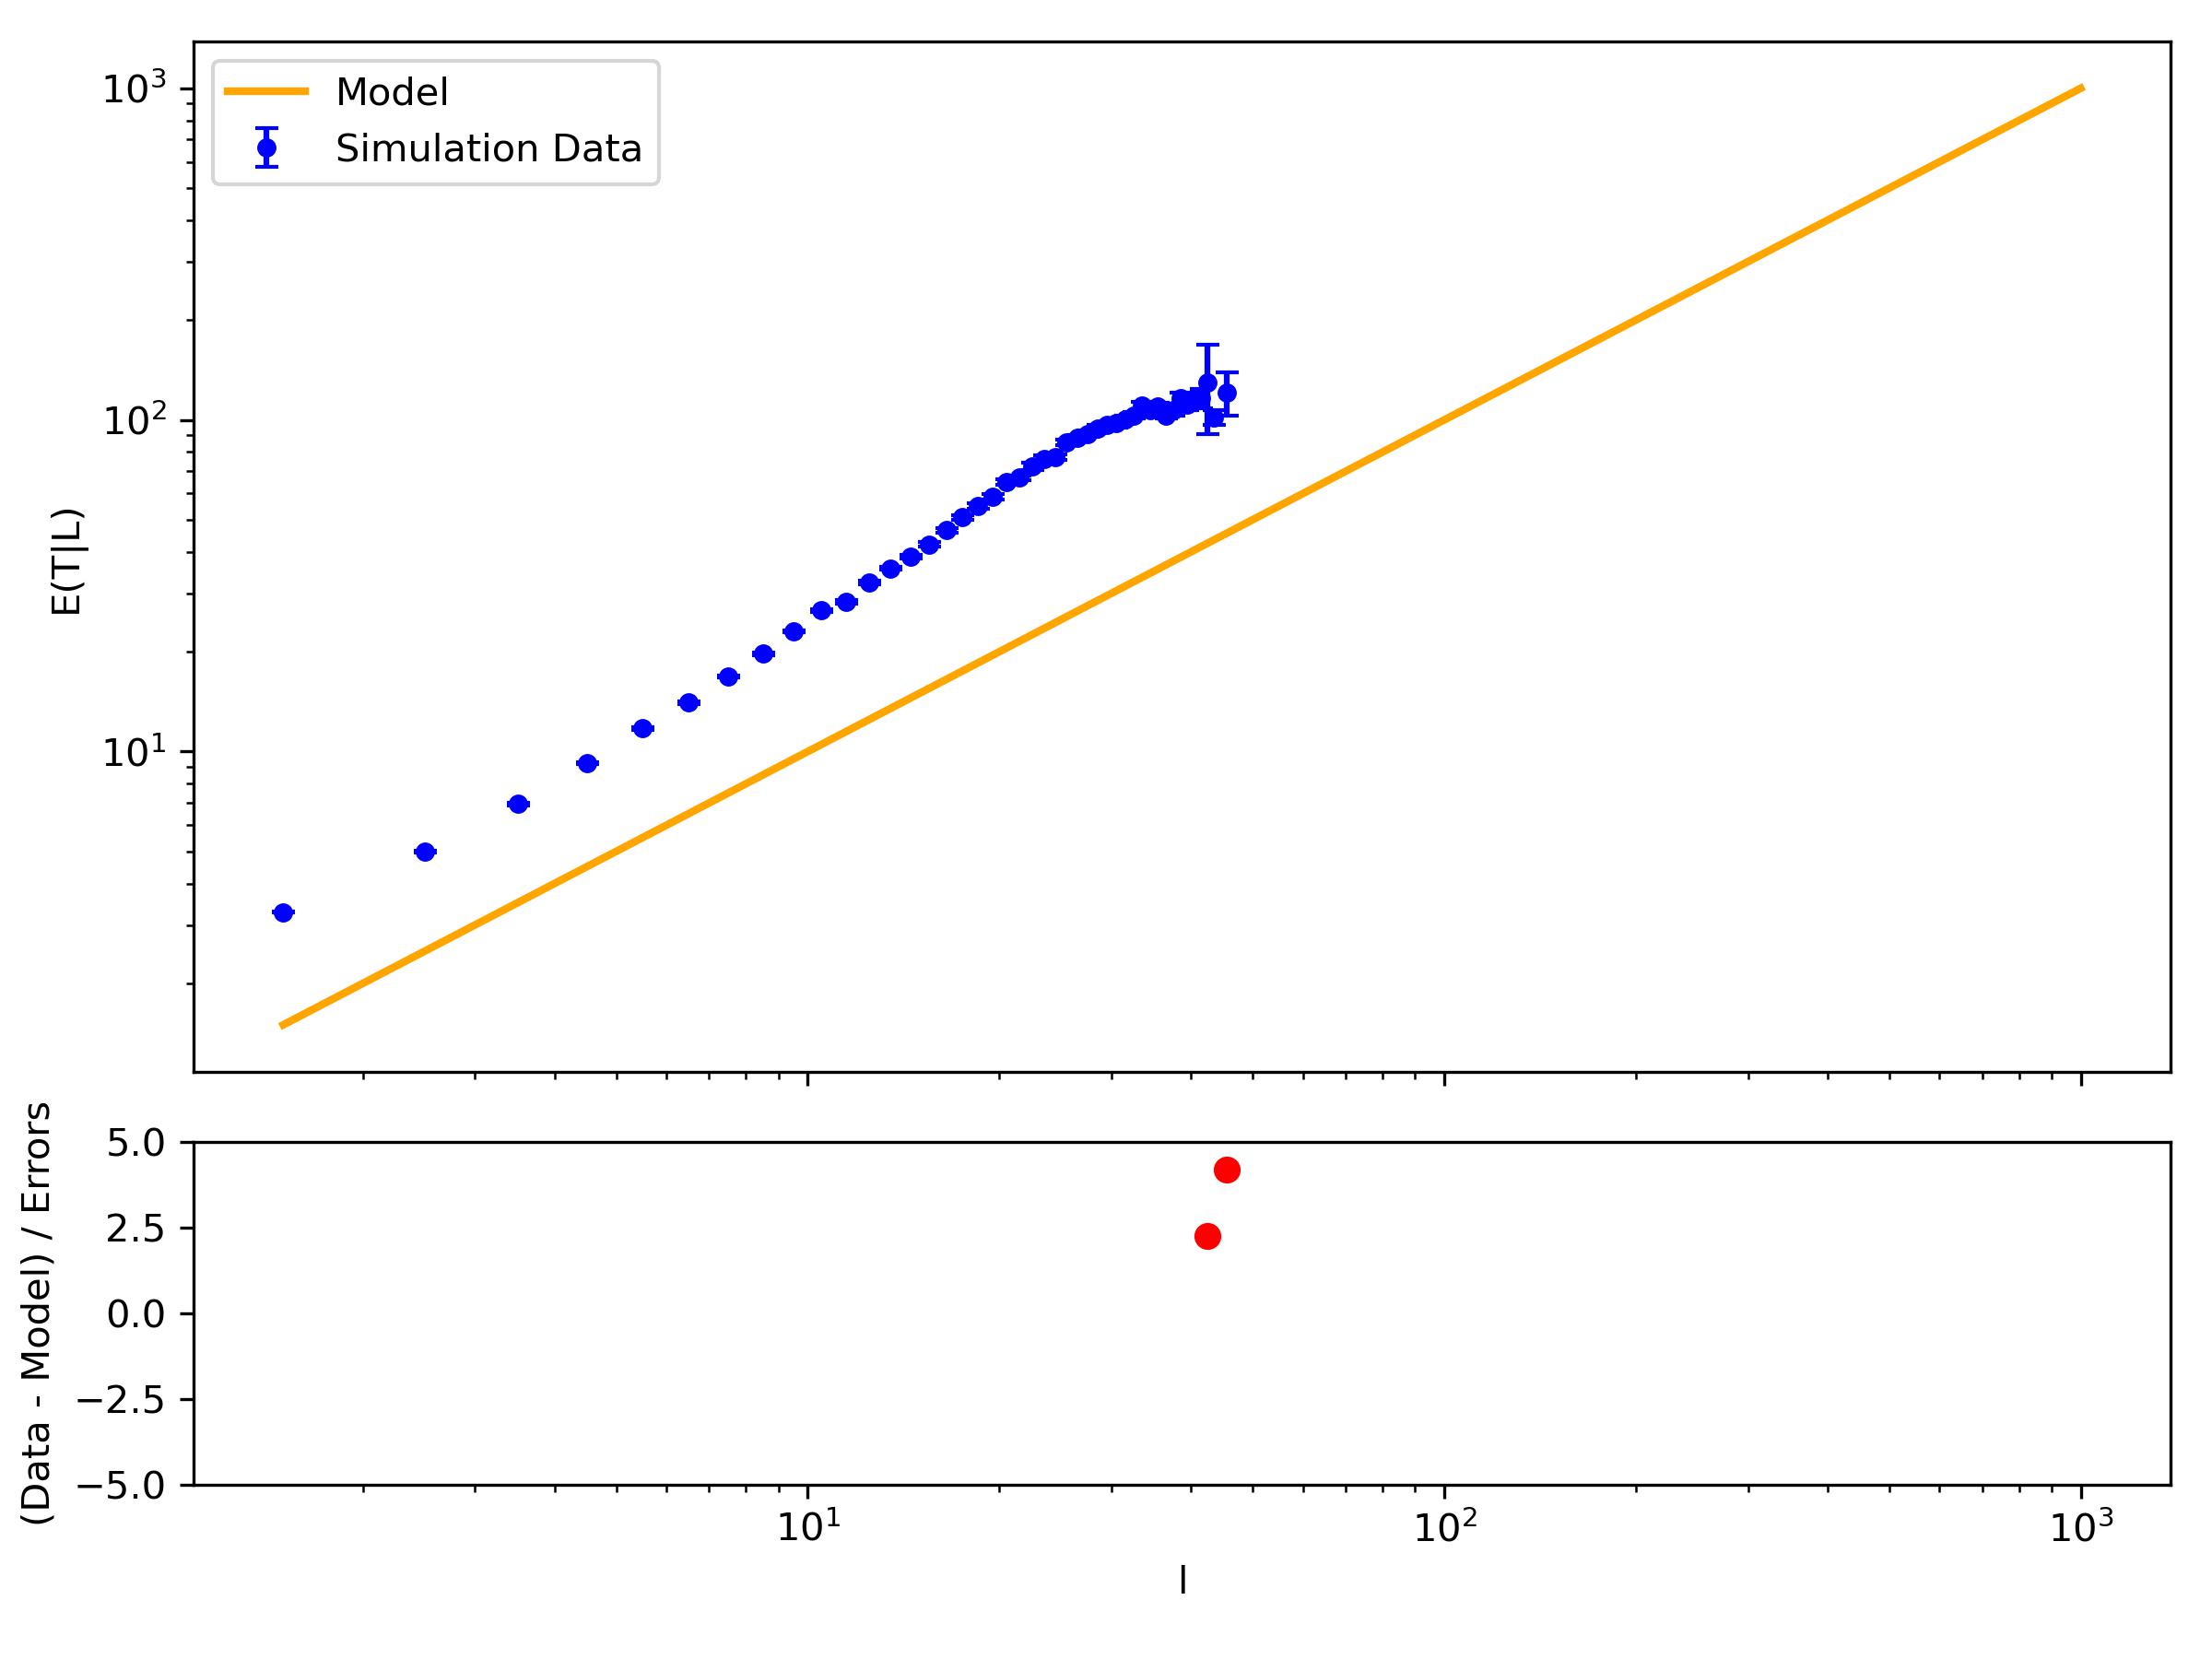 Model
Simulation Data
10³
10²
10¹
E(T|L)
5.0
2.5
0.0
−2.5
−5.0
(Data - Model) / Errors
10¹ 10² 10³
l